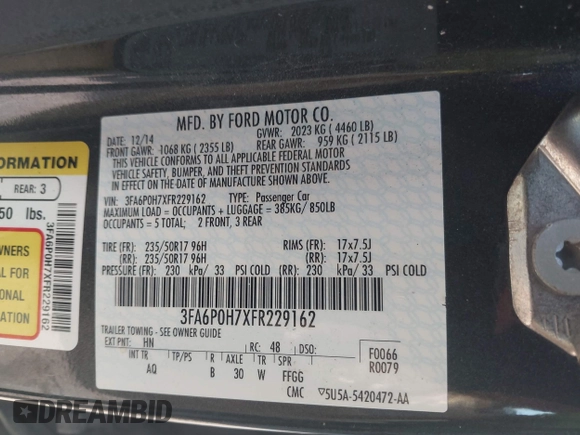 MFD. BY FORD MOTOR CO.
DATE: 12/14 GVWR: 2023 KG ( 4460 LB)
FRONT GAWR: 1068 KG ( 2355 LB) REAR GAWR: 959 KG ( 2115 LB)
THIS VEHICLE CONFORMS TO ALL APPLICABLE FEDERAL MOTOR
VEHICLE SAFETY, BUMPER, AND THEFT PREVENTION STANDARDS
IN EFFECT ON THE DATE OF MANUFACTURE SHOWN ABOVE.
VIN: 3FA6P0H7XFR229162 TYPE: Passenger Car
MAXIMUM LOAD = OCCUPANTS + LUGGAGE = 385KG/ 850LB
OCCUPANTS = 5 TOTAL; 2 FRONT, 3 REAR
TIRE (FR): 235/50R17 96H RIMS (FR): 17x7.5J
(RR): 235/50R17 96H (RR): 17x7.5J
PRESSURE (FR): 230 kPa/ 33 PSI COLD (RR): 230 kPa/ 33 PSI COLD
3FA6P0H7XFR229162
TRAILER TOWING - SEE OWNER GUIDE
EXT PNT: HN RC: 48 DSO: F0066
R0079
INT TR TP/PS R AXLE TR SPR
AQ B 30 W FFGG
CMC 5U5A-5420472-AA
ORMATION
REAR: 3
50 lbs.
3FA6P0H7XFR229162
OWNERS
AL FOR
ONAL
DREAMBID